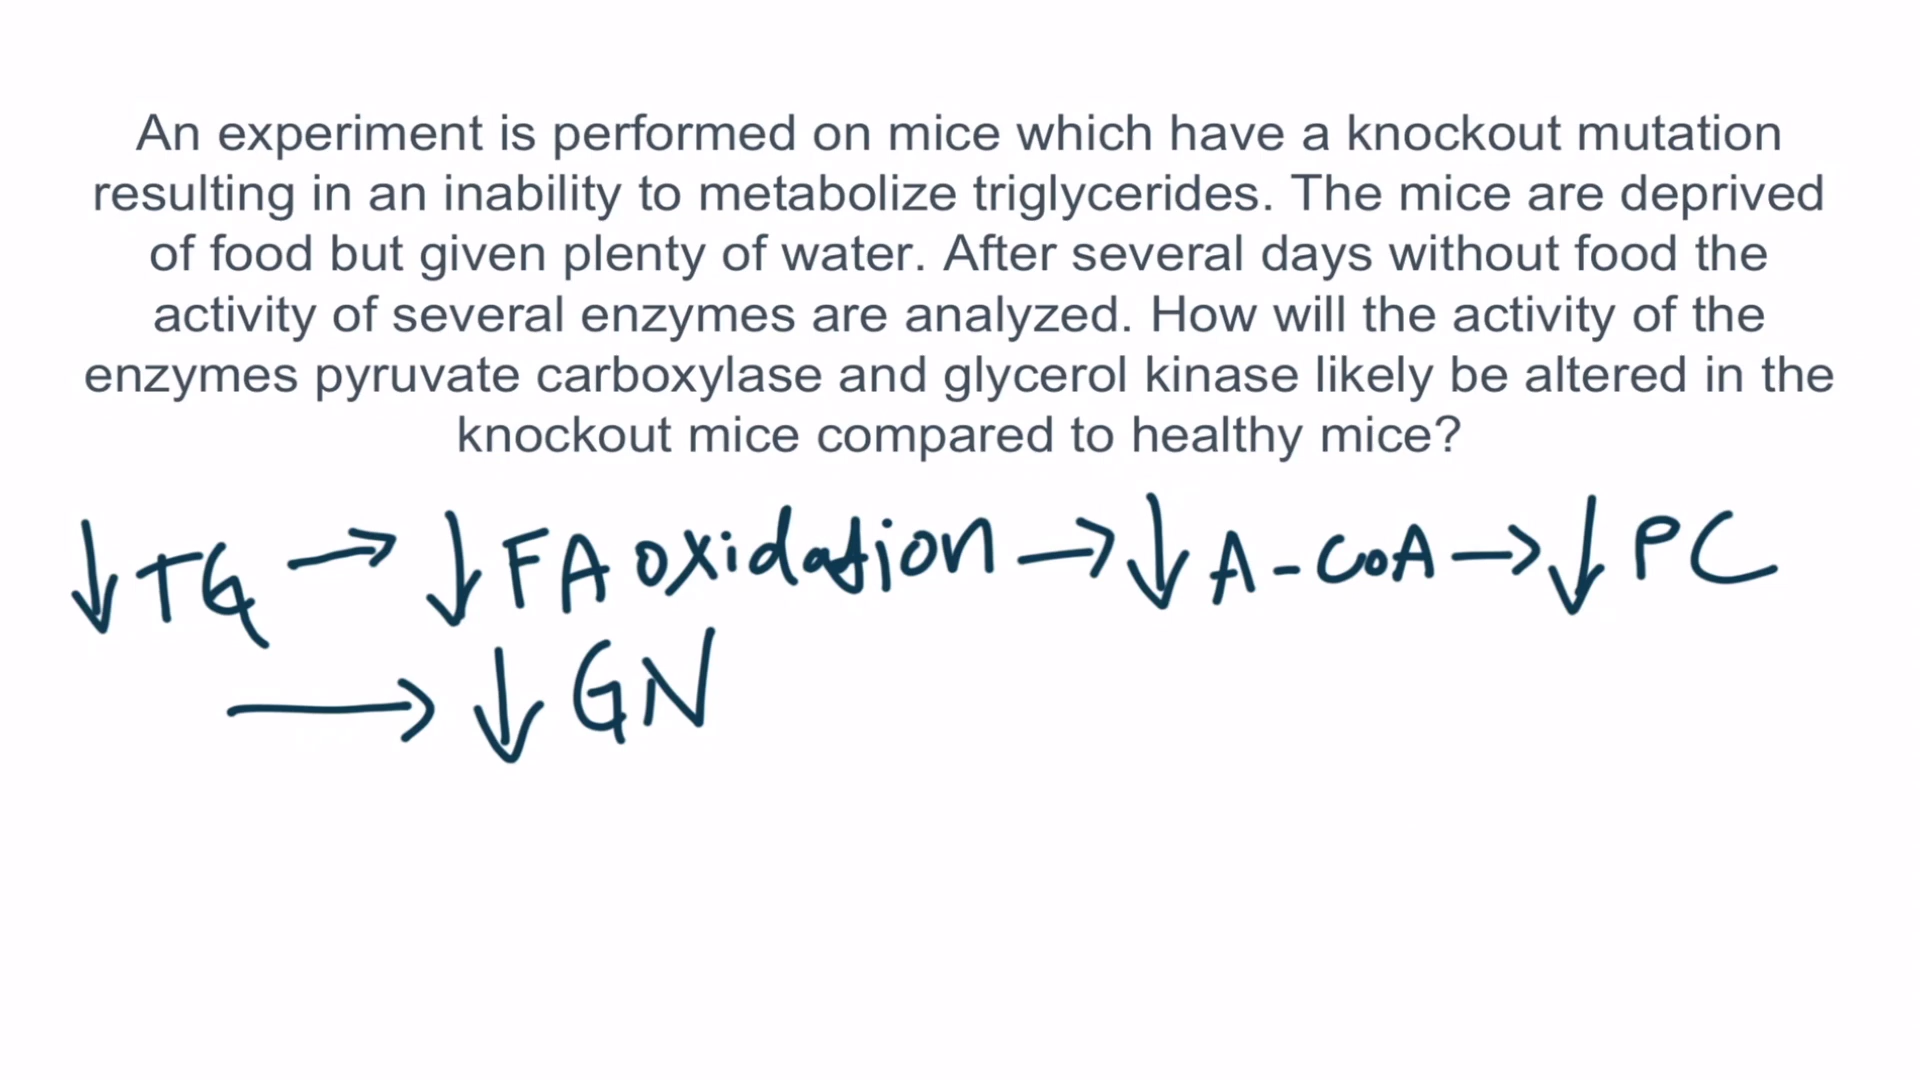 An experiment is performed on mice which have a knockout mutation
resulting in an inability to metabolize triglycerides. The mice are deprived
of food but given plenty of water. After several days without food the
activity of several enzymes are analyzed. How will the activity of the
enzymes pyruvate carboxylase and glycerol kinase likely be altered in the
knockout mice compared to healthy mice?
↓TG → ↓FA oxidation → ↓A-CoA → ↓PC
→ ↓GN